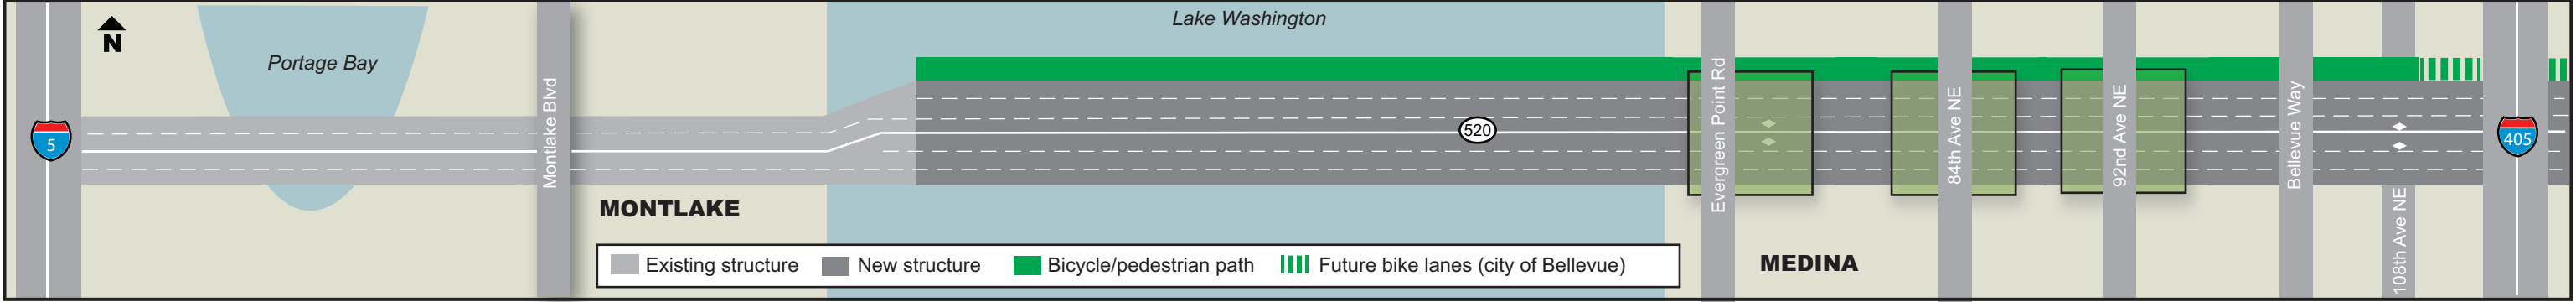 Lake Washington
N
Portage Bay
5
Montlake Blvd
520
Evergreen Point Rd
84th Ave NE
92nd Ave NE
Bellevue Way
108th Ave NE
405
MONTLAKE
MEDINA
Existing structure
New structure
Bicycle/pedestrian path
Future bike lanes (city of Bellevue)